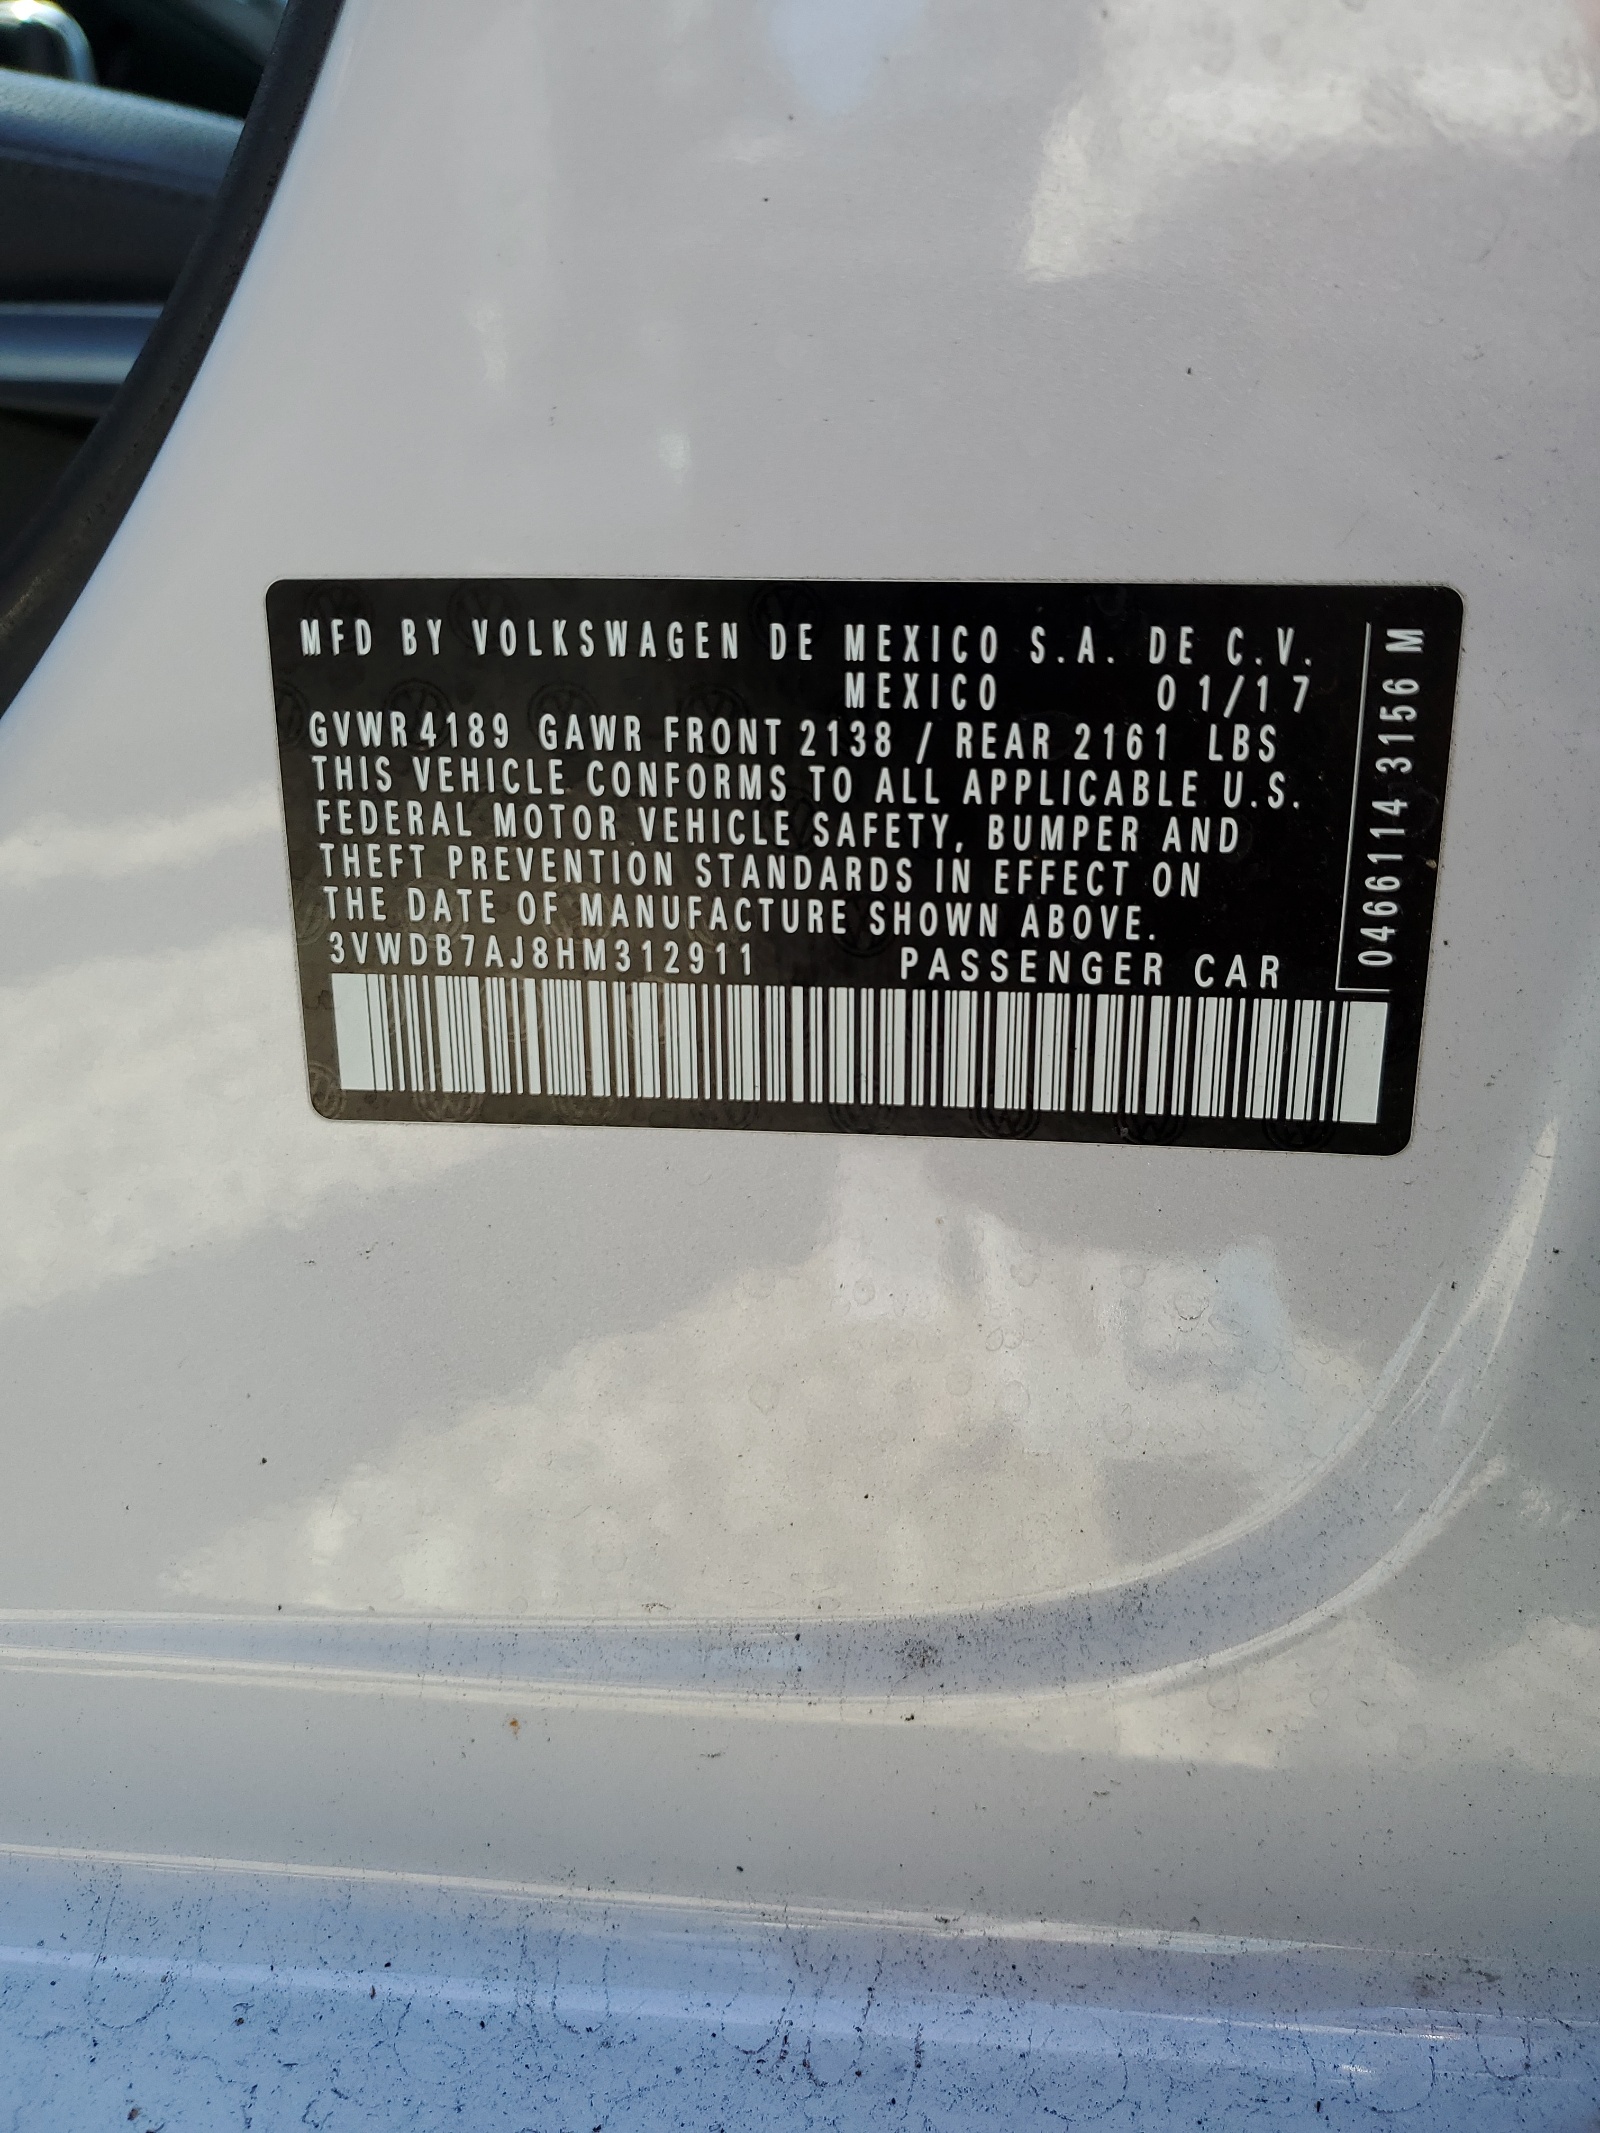 MFD BY VOLKSWAGEN DE MEXICO S.A. DE C.V.
MEXICO 01/17
GVWR 4189 GAWR FRONT 2138 / REAR 2161 LBS
THIS VEHICLE CONFORMS TO ALL APPLICABLE U.S.
FEDERAL MOTOR VEHICLE SAFETY, BUMPER AND
THEFT PREVENTION STANDARDS IN EFFECT ON
THE DATE OF MANUFACTURE SHOWN ABOVE.
3VWDB7AJ8HM312911 PASSENGER CAR
0466114 3156 M